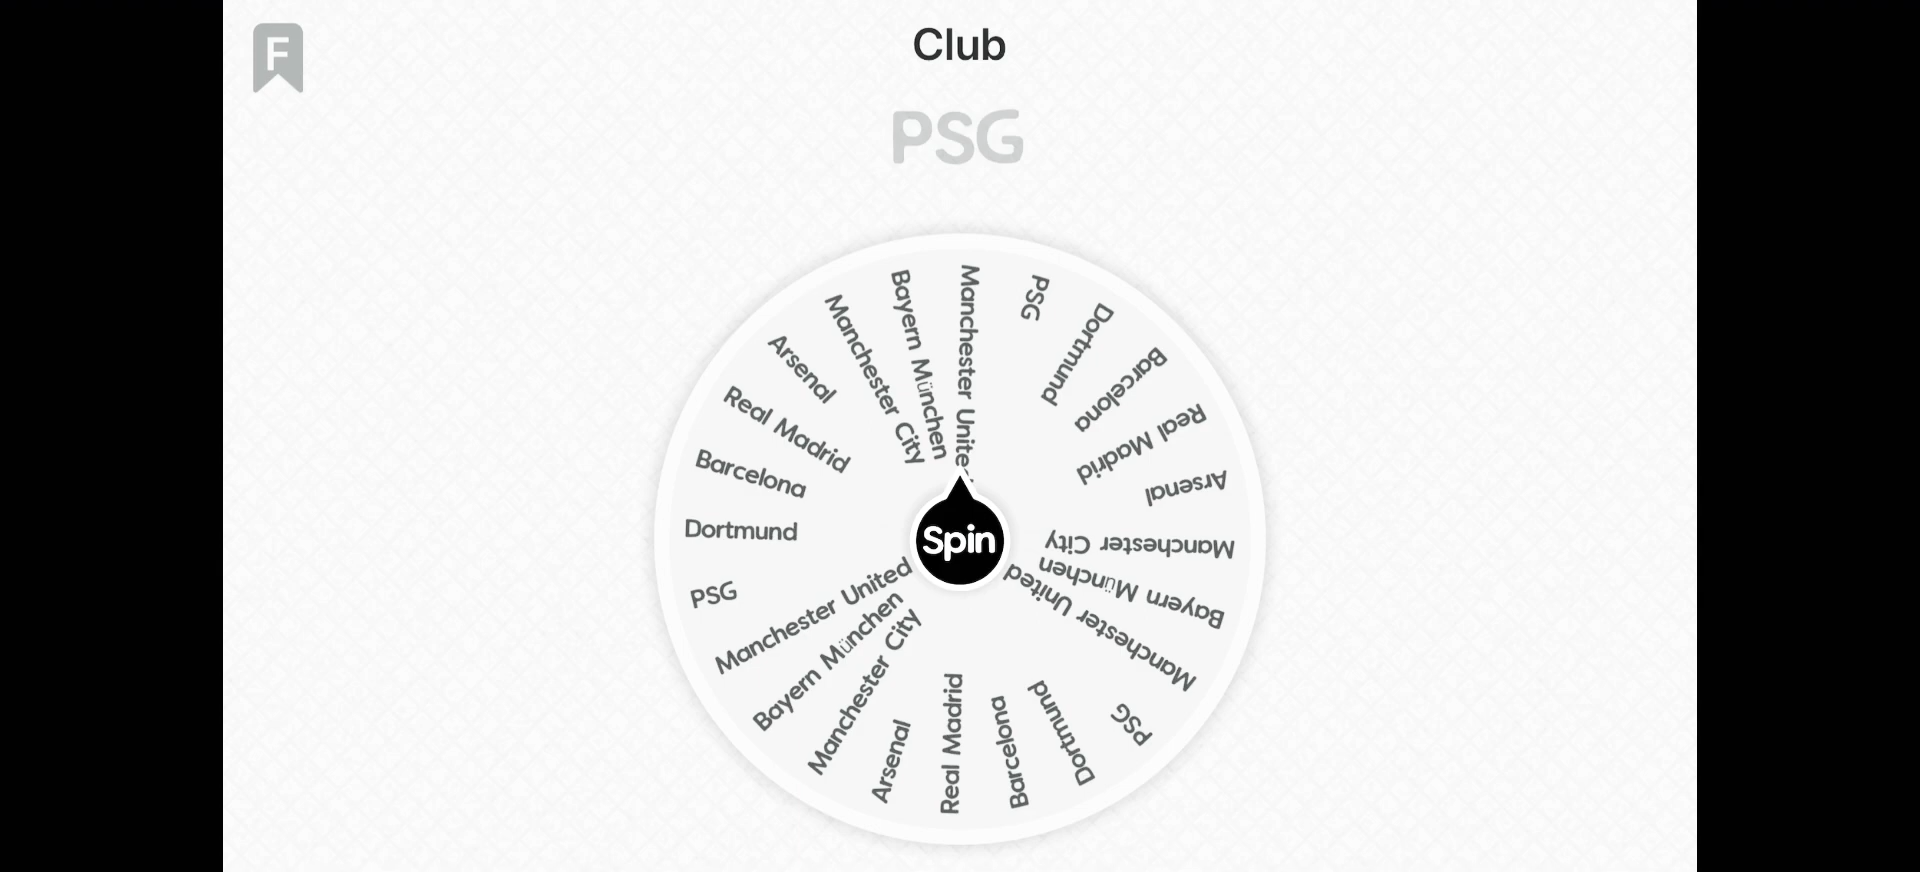 F
Club
PSG
Manchester Unite
PSG
Dortmund
Barcelona
Real Madrid
Arsenal
Manchester City
Bayern München
Manchester United
PSG
Dortmund
Barcelona
Real Madrid
Arsenal
Manchester City
Bayern München
Manchester United
PSG
Dortmund
Barcelona
Real Madrid
Arsenal
Manchester City
Bayern München
Spin